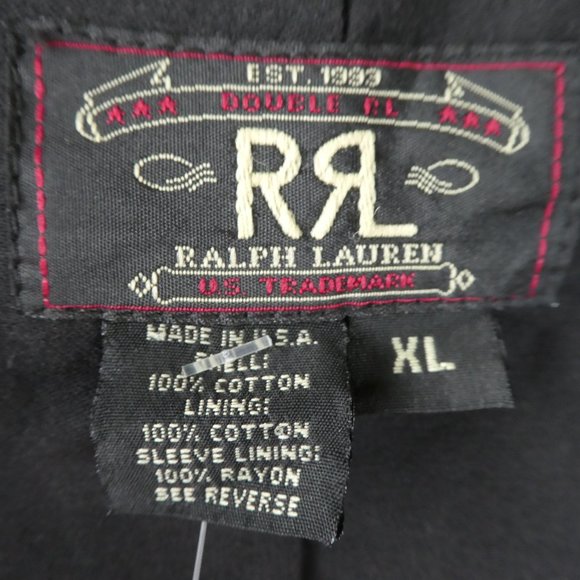 EST. 1993
DOUBLE RL
RRL
RALPH LAUREN
U.S. TRADEMARK
MADE IN U.S.A.
SHELL:
100% COTTON
LINING:
100% COTTON
SLEEVE LINING:
100% RAYON
SEE REVERSE
XL